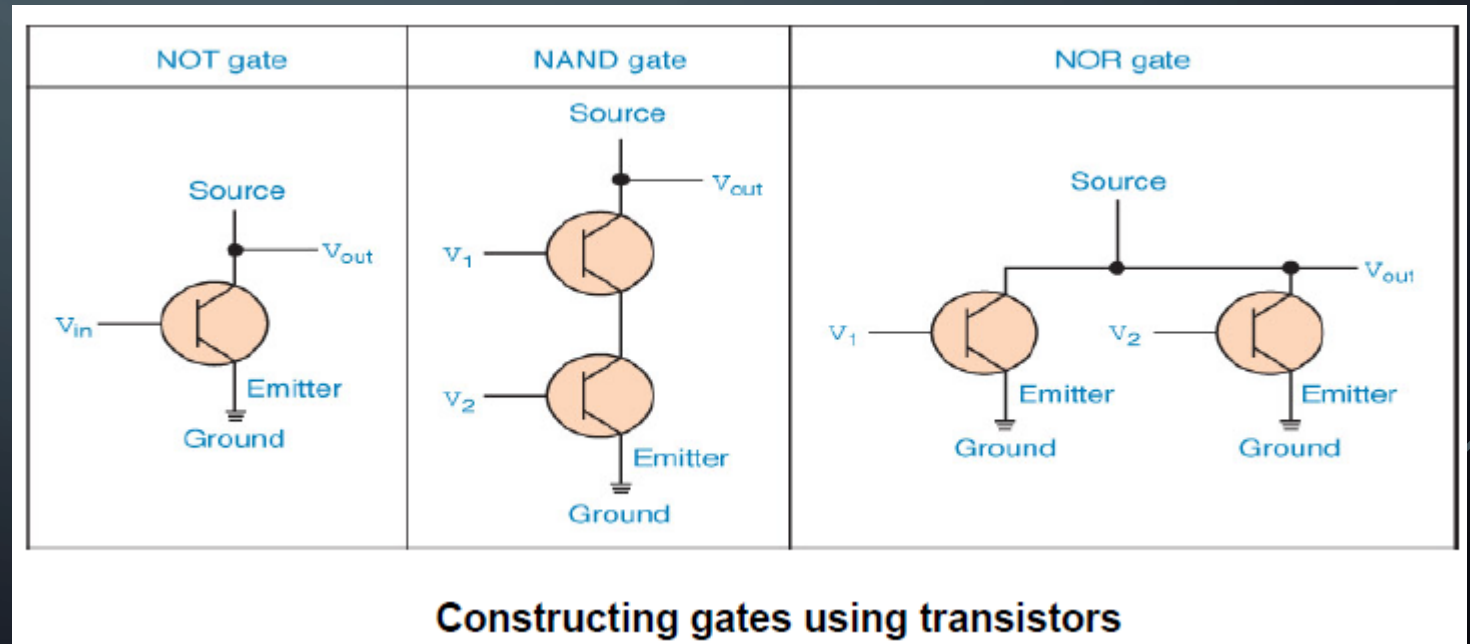 NOT gate
NAND gate
NOR gate
Source
Vout
Vin
Emitter
Ground
Source
Vout
V1
V2
Emitter
Ground
Source
Vout
V1
V2
Emitter
Emitter
Ground
Ground
Constructing gates using transistors